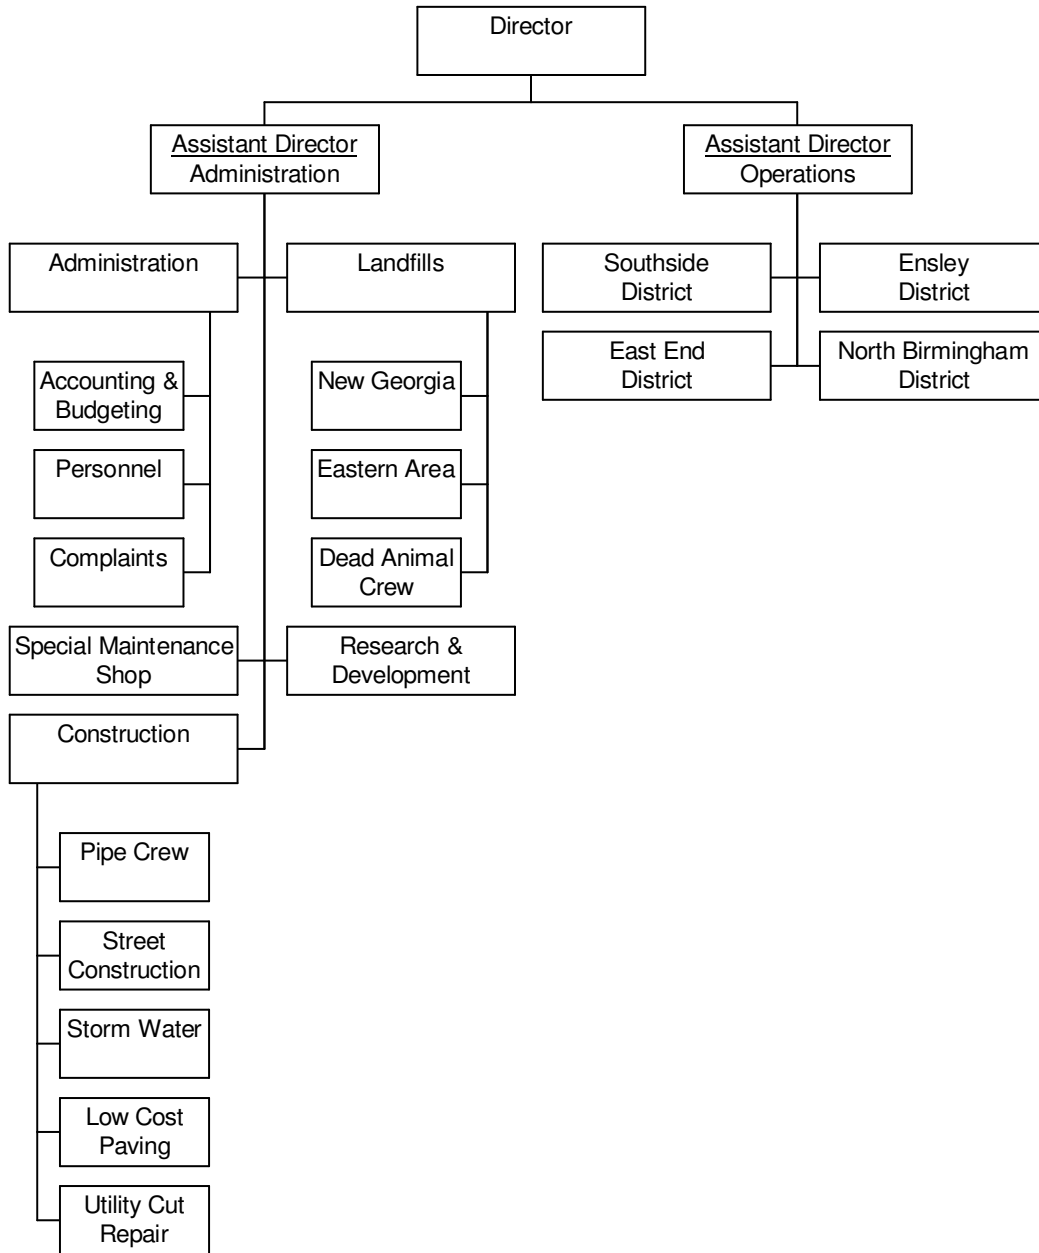 Director
Assistant Director
Administration
Assistant Director
Operations
Administration
Landfills
Southside
District
Ensley
District
East End
District
North Birmingham
District
Accounting &
Budgeting
New Georgia
Personnel
Eastern Area
Complaints
Dead Animal
Crew
Special Maintenance
Shop
Research &
Development
Construction
Pipe Crew
Street
Construction
Storm Water
Low Cost
Paving
Utility Cut
Repair